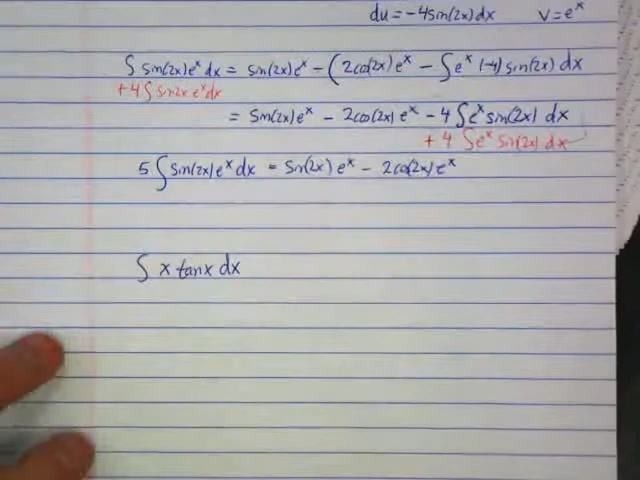 du = -4sin(2x)dx v = e^x
∫ sin(2x)e^x dx = sin(2x)e^x - (2cos(2x)e^x - ∫e^x (-4) sin(2x) dx
+ 4∫ sin2x e^x dx
= sin(2x)e^x - 2cos(2x)e^x - 4∫e^x sin(2x) dx
+ 4 ∫e^x sin(2x) dx
5 ∫ sin(2x)e^x dx = sin(2x)e^x - 2cos(2x)e^x
∫ x tanx dx